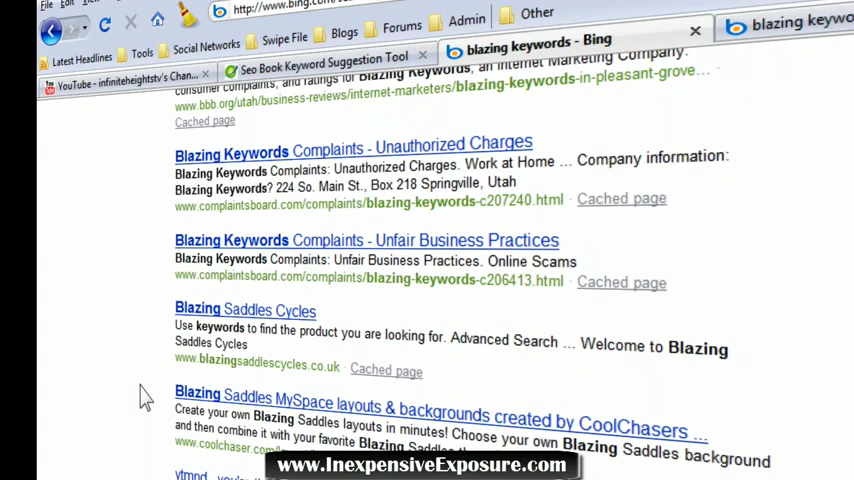 File Edit
http://www.bing.com/se
Latest Headlines Tools Social Networks Swipe File Blogs Forums Admin Other
YouTube - infiniteheightstv's Chan... Seo Book Keyword Suggestion Tool blazing keywords - Bing blazing keywo
consumer complaints, and ratings for Blazing Keywords, an Internet Marketing Company.
www.bbb.org/utah/business-reviews/internet-marketers/blazing-keywords-in-pleasant-grove...
Cached page
Blazing Keywords Complaints - Unauthorized Charges
Blazing Keywords Complaints: Unauthorized Charges. Work at Home ... Company information:
Blazing Keywords? 224 So. Main St., Box 218 Springville, Utah
www.complaintsboard.com/complaints/blazing-keywords-c207240.html · Cached page
Blazing Keywords Complaints - Unfair Business Practices
Blazing Keywords Complaints: Unfair Business Practices. Online Scams
www.complaintsboard.com/complaints/blazing-keywords-c206413.html · Cached page
Blazing Saddles Cycles
Use keywords to find the product you are looking for. Advanced Search ... Welcome to Blazing
Saddles Cycles
www.blazingsaddlescycles.co.uk · Cached page
Blazing Saddles MySpace layouts & backgrounds created by CoolChasers ...
Create your own Blazing Saddles layouts in minutes! Choose your own Blazing Saddles background
and then combine it with your favorite Blazing Saddles
www.coolchaser.com/
www.InexpensiveExposure.com